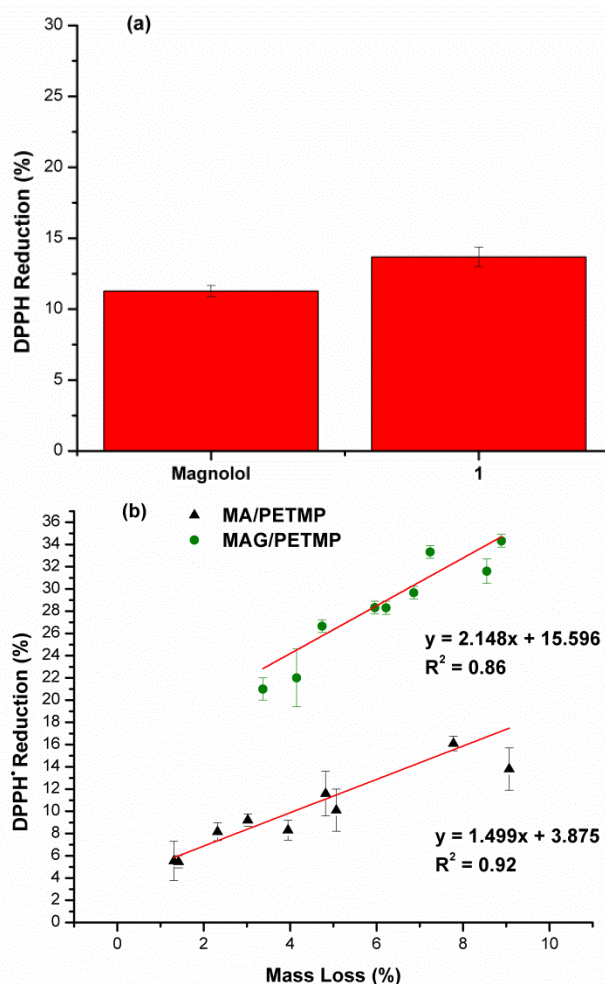 (a)
DPPH Reduction (%)
30
25
20
15
10
5
0
Magnolol
1
(b)
MA/PETMP
MAG/PETMP
DPPH• Reduction (%)
36
34
32
30
28
26
24
22
20
18
16
14
12
10
8
6
4
2
0
y = 2.148x + 15.596
R² = 0.86
y = 1.499x + 3.875
R² = 0.92
0 2 4 6 8 10
Mass Loss (%)